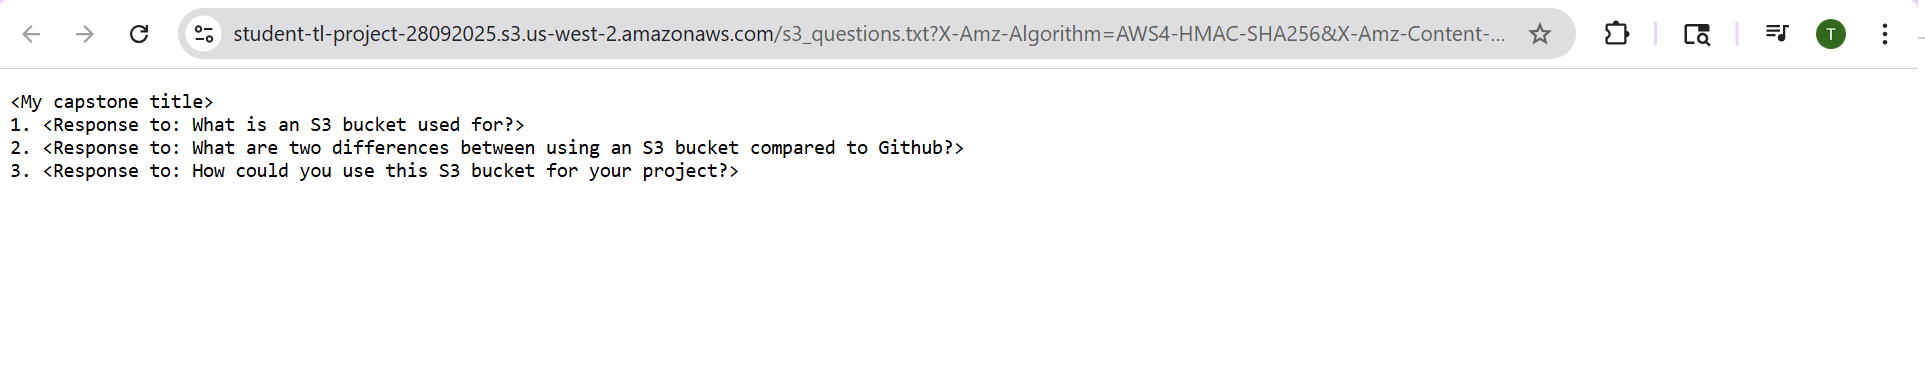 student-tl-project-28092025.s3.us-west-2.amazonaws.com/s3_questions.txt?X-Amz-Algorithm=AWS4-HMAC-SHA256&X-Amz-Content-...
T
<My capstone title>
1. <Response to: What is an S3 bucket used for?>
2. <Response to: What are two differences between using an S3 bucket compared to Github?>
3. <Response to: How could you use this S3 bucket for your project?>